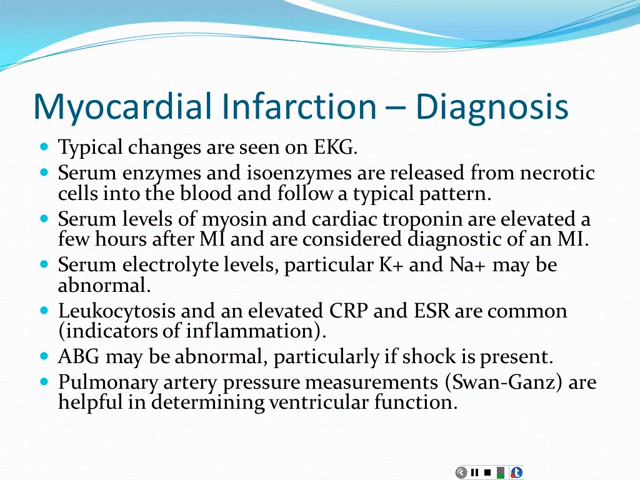 Myocardial Infarction – Diagnosis
• Typical changes are seen on EKG.
• Serum enzymes and isoenzymes are released from necrotic
cells into the blood and follow a typical pattern.
• Serum levels of myosin and cardiac troponin are elevated a
few hours after MI and are considered diagnostic of an MI.
• Serum electrolyte levels, particular K+ and Na+ may be
abnormal.
• Leukocytosis and an elevated CRP and ESR are common
(indicators of inflammation).
• ABG may be abnormal, particularly if shock is present.
• Pulmonary artery pressure measurements (Swan-Ganz) are
helpful in determining ventricular function.